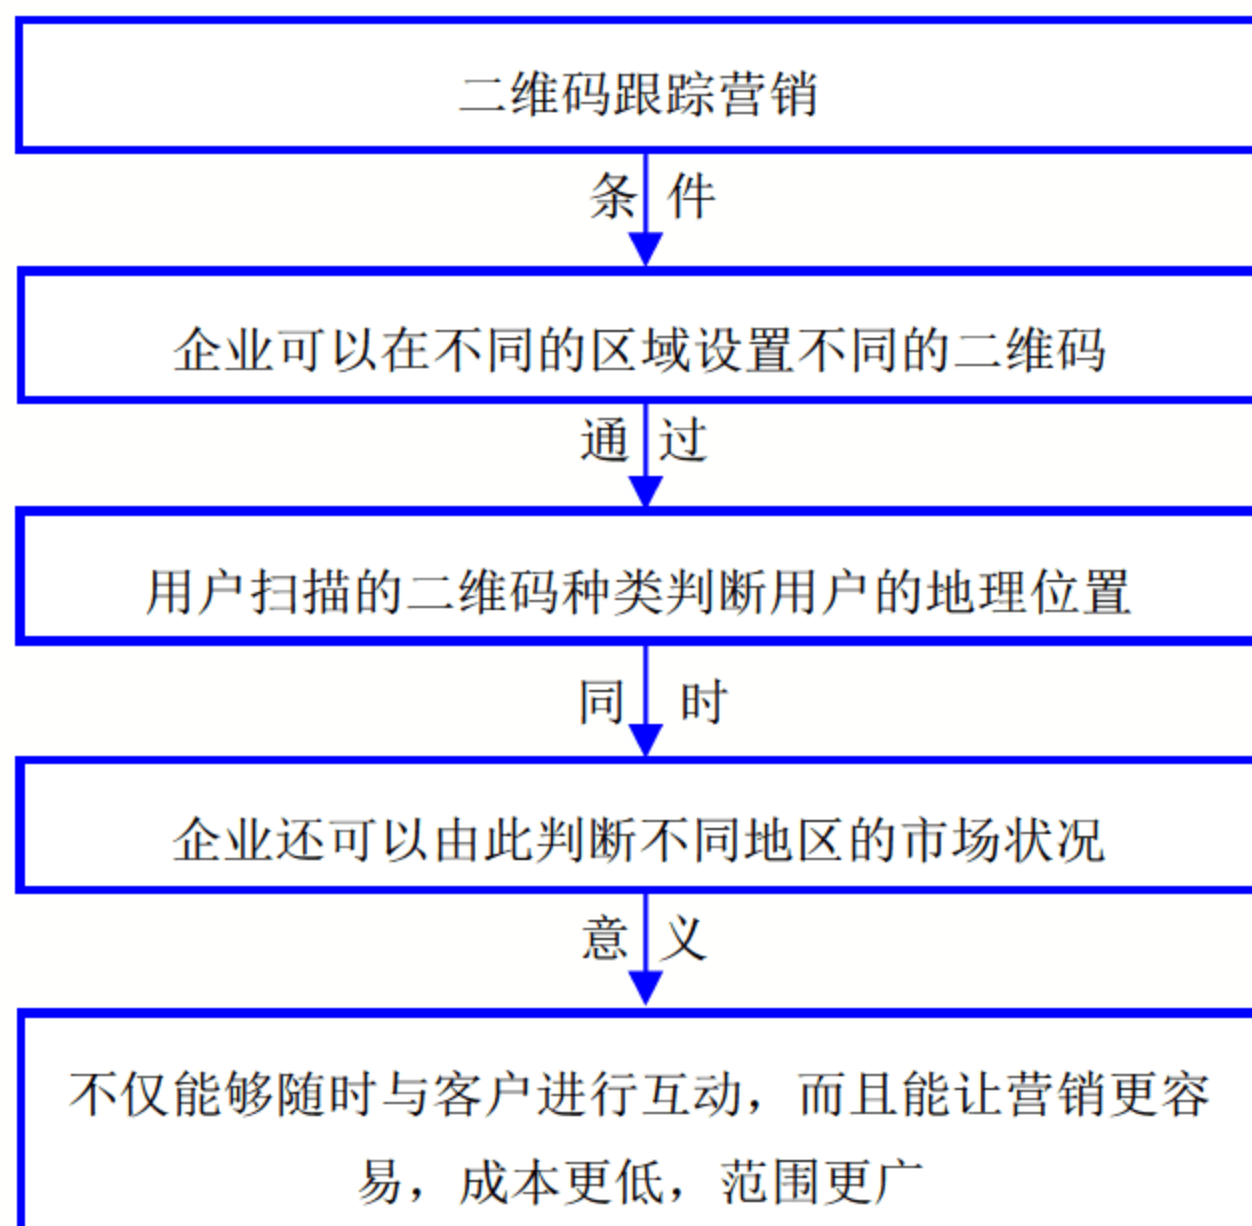 二维码跟踪营销
条件
企业可以在不同的区域设置不同的二维码
通过
用户扫描的二维码种类判断用户的地理位置
同时
企业还可以由此判断不同地区的市场状况
意义
不仅能够随时与客户进行互动，而且能让营销更容
易，成本更低，范围更广